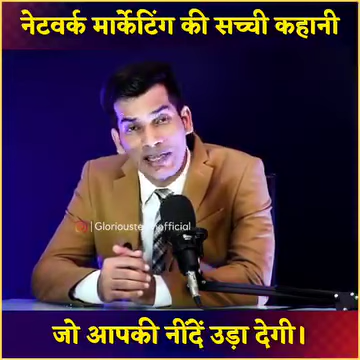 नेटवर्क मार्केटिंग की सच्ची कहानी
जो आपकी नींदें उड़ा देगी।